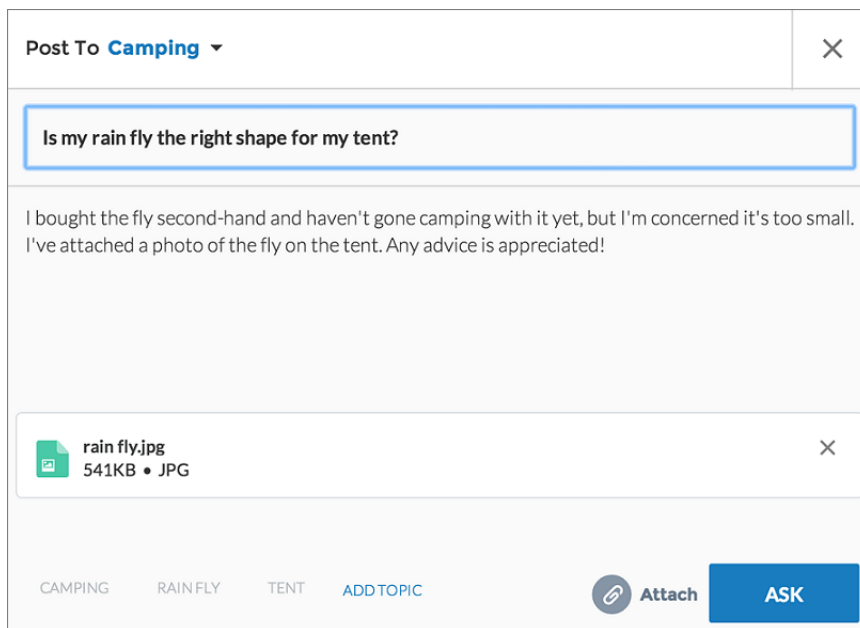 Post To Camping
Is my rain fly the right shape for my tent?
I bought the fly second-hand and haven't gone camping with it yet, but I'm concerned it's too small.
I've attached a photo of the fly on the tent. Any advice is appreciated!
rain fly.jpg
541KB • JPG
CAMPING RAIN FLY TENT ADD TOPIC Attach ASK